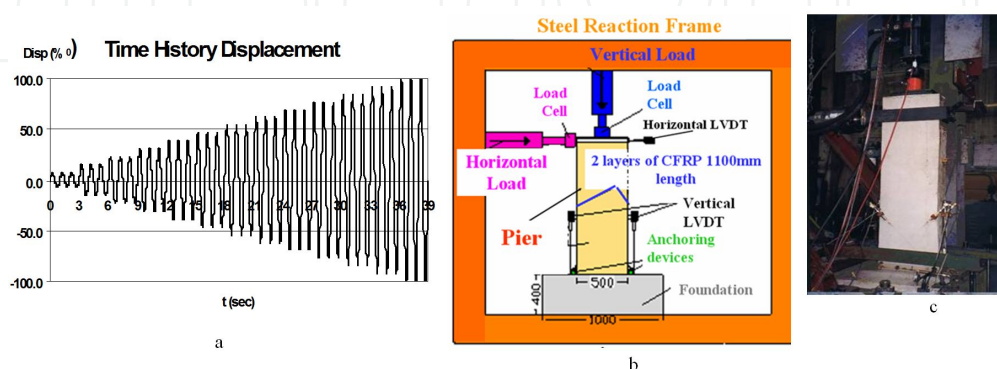 Disp (% 0)
Time Hstory Displacement
100.0
50.0
0.0
0 3 6 9 12 15 18 21 24 27 30 33 36 39
-50.0
-100.0
t (sec)
a
Steel Reaction Frame
Vertical Load
Load
Cell
Load
Cell
Horizontal LVDT
Horizontal
Load
2 layers of CFRP 1100mm
length
Vertical
LVDT
Pier
Anchoring
devices
400
500
Foundation
1000
b
c